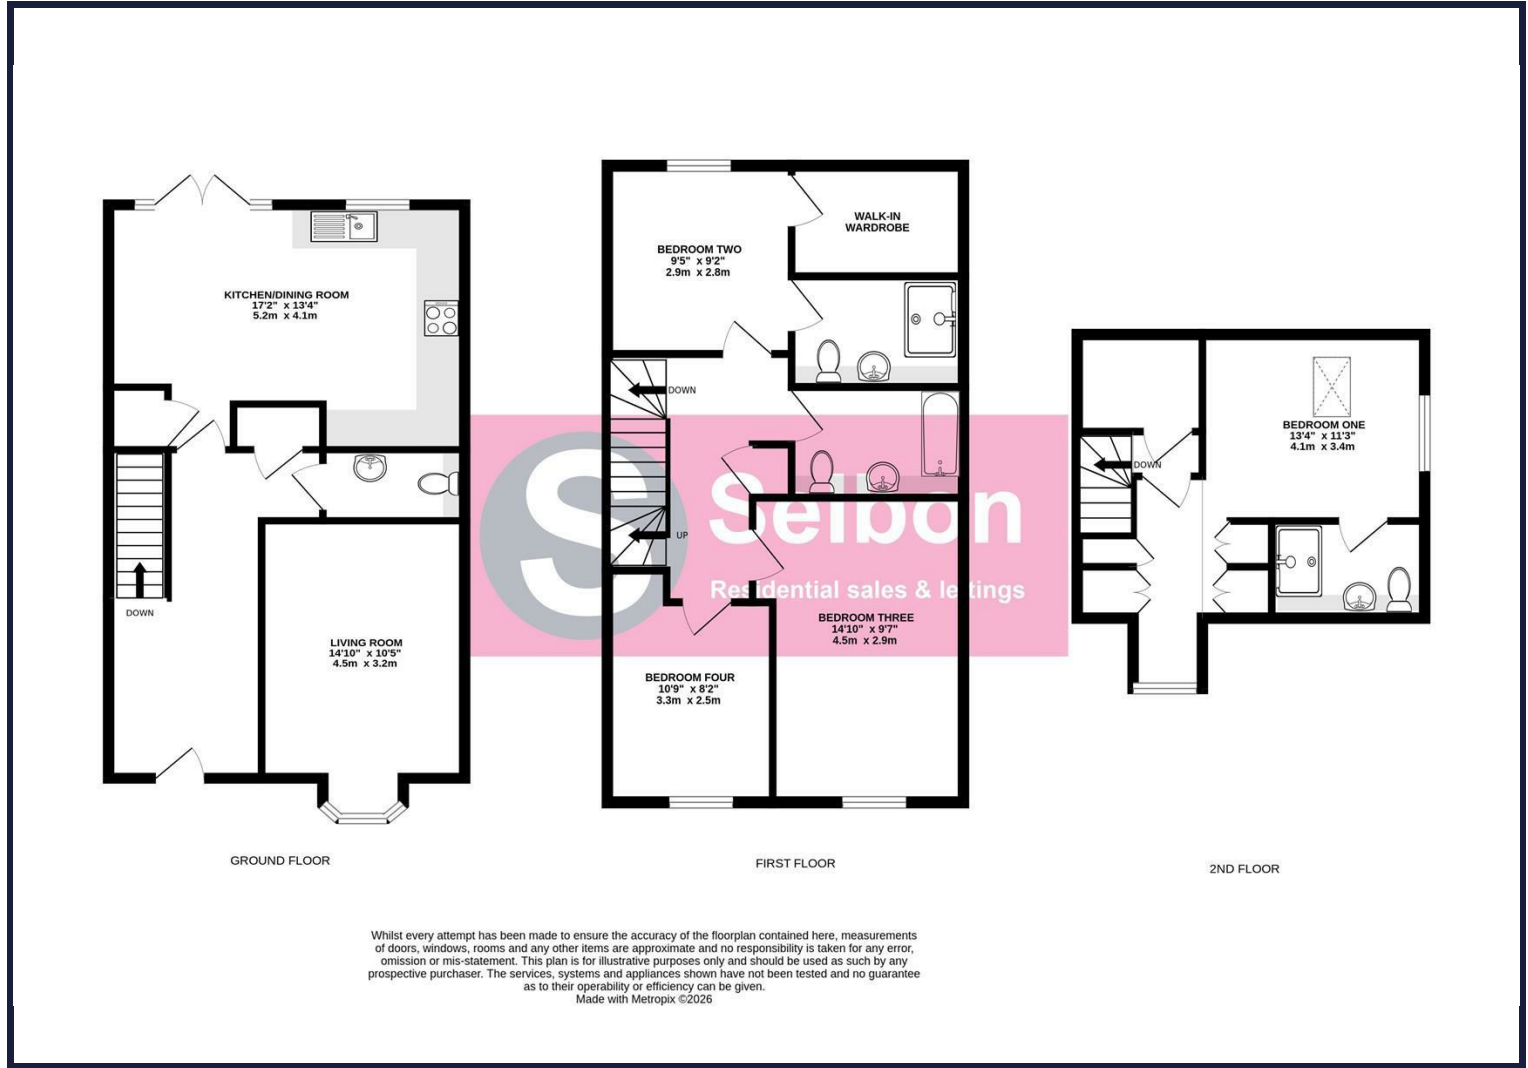 KITCHEN/DINING ROOM
17'2" x 13'4"
5.2m x 4.1m
DOWN
LIVING ROOM
14'10" x 10'5"
4.5m x 3.2m
GROUND FLOOR
BEDROOM TWO
9'5" x 9'2"
2.9m x 2.8m
WALK-IN
WARDROBE
DOWN
UP
Selbon
Residential sales & lettings
BEDROOM THREE
14'10" x 9'7"
4.5m x 2.9m
BEDROOM FOUR
10'9" x 8'2"
3.3m x 2.5m
FIRST FLOOR
BEDROOM ONE
13'4" x 11'3"
4.1m x 3.4m
DOWN
2ND FLOOR
Whilst every attempt has been made to ensure the accuracy of the floorplan contained here, measurements
of doors, windows, rooms and any other items are approximate and no responsibility is taken for any error,
omission or mis-statement. This plan is for illustrative purposes only and should be used as such by any
prospective purchaser. The services, systems and appliances shown have not been tested and no guarantee
as to their operability or efficiency can be given.
Made with Metropix ©2026